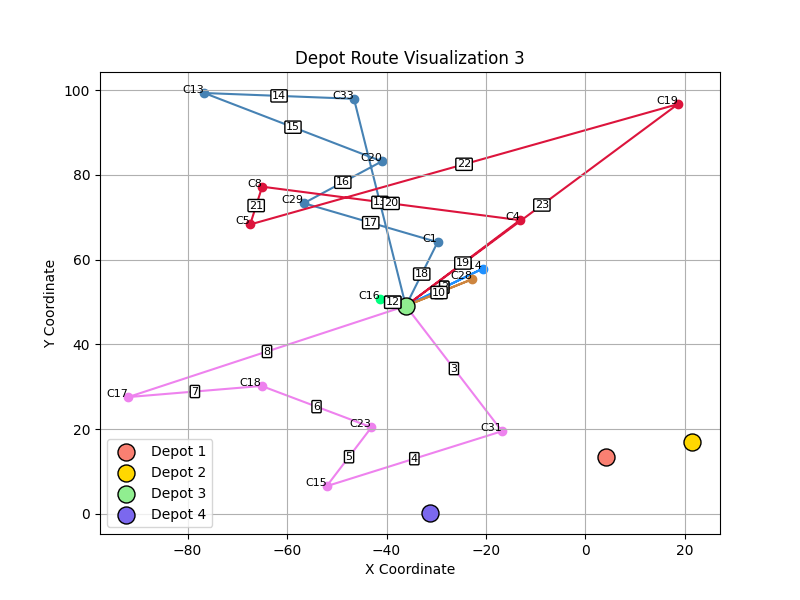 Depot Route Visualization 3
100
80
60
40
20
0
−80
−60
−40
−20
0
20
X Coordinate
Y Coordinate
C13
14
C33
C19
15
C20
22
16
C8
C29
20
21
23
C5
17
C4
C1
18
19
C28
10
C16
12
3
8
C17
7
C18
6
C23
C31
5
4
C15
Depot 1
Depot 2
Depot 3
Depot 4